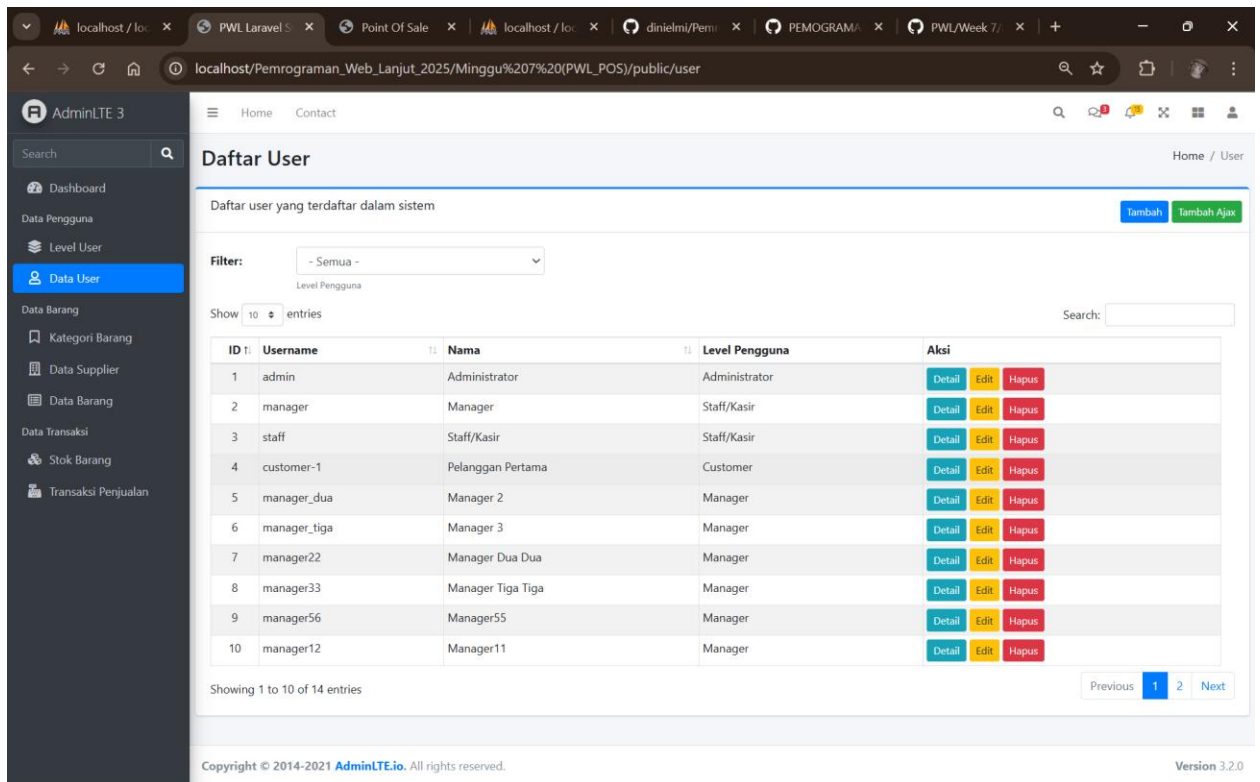 localhost / loc
PWL Laravel S
Point Of Sale
localhost / loc
dinielmi/Pem
PEMOGRAMA
PWL/Week 7/
localhost/Pemrograman_Web_Lanjut_2025/Minggu%207%20(PWL_POS)/public/user
AdminLTE 3
Home Contact
3
15
Search
Daftar User
Home / User
Dashboard
Data Pengguna
Level User
Data User
Data Barang
Kategori Barang
Data Supplier
Data Barang
Data Transaksi
Stok Barang
Transaksi Penjualan
Daftar user yang terdaftar dalam sistem
Tambah Tambah Ajax
Filter: - Semua -
Level Pengguna
Show 10 entries
Search:
ID Username Nama Level Pengguna Aksi
1 admin Administrator Administrator Detail Edit Hapus
2 manager Manager Staff/Kasir Detail Edit Hapus
3 staff Staff/Kasir Staff/Kasir Detail Edit Hapus
4 customer-1 Pelanggan Pertama Customer Detail Edit Hapus
5 manager_dua Manager 2 Manager Detail Edit Hapus
6 manager_tiga Manager 3 Manager Detail Edit Hapus
7 manager22 Manager Dua Dua Manager Detail Edit Hapus
8 manager33 Manager Tiga Tiga Manager Detail Edit Hapus
9 manager56 Manager55 Manager Detail Edit Hapus
10 manager12 Manager11 Manager Detail Edit Hapus
Showing 1 to 10 of 14 entries
Previous 1 2 Next
Copyright © 2014-2021 AdminLTE.io. All rights reserved.
Version 3.2.0